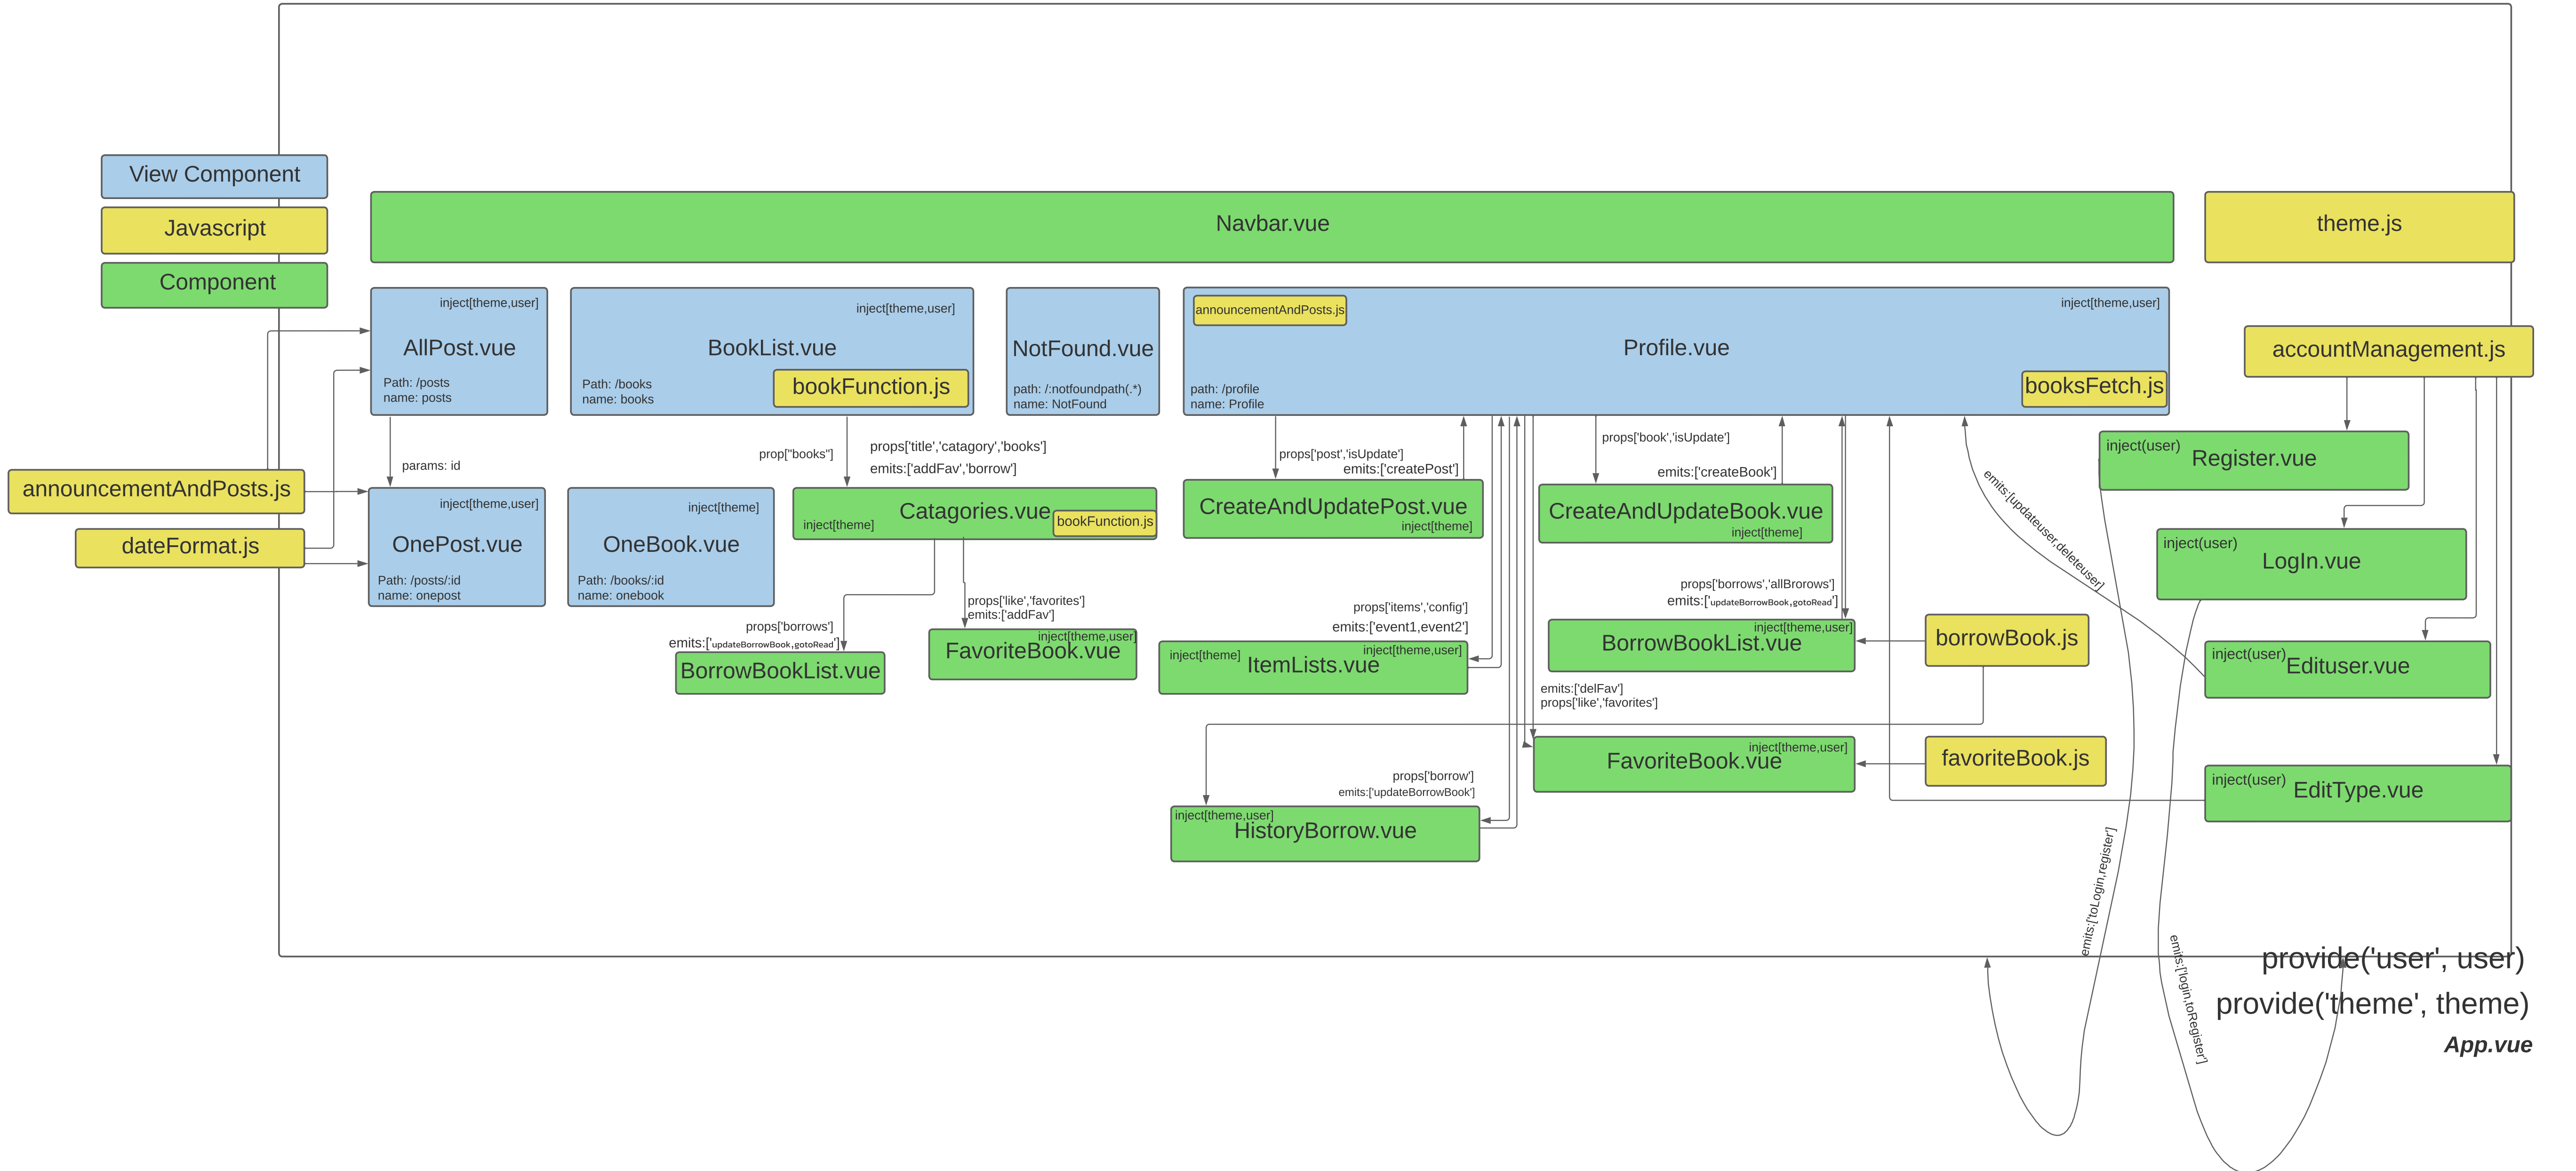 View Component
Javascript
Component
Navbar.vue
theme.js
inject[theme,user]
AllPost.vue
Path: /posts
name: posts
inject[theme,user]
BookList.vue
Path: /books
name: books
bookFunction.js
NotFound.vue
path: /:notfoundpath(.*)
name: NotFound
announcementAndPosts.js
inject[theme,user]
Profile.vue
path: /profile
name: Profile
booksFetch.js
accountManagement.js
params: id
prop["books"]
props['title','catagory','books']
emits:['addFav','borrow']
props['post','isUpdate']
emits:['createPost']
props['book','isUpdate']
emits:['createBook']
emits:[updateuser,deleteuser]
inject(user)
Register.vue
announcementAndPosts.js
dateFormat.js
inject[theme,user]
OnePost.vue
Path: /posts/:id
name: onepost
inject[theme]
OneBook.vue
Path: /books/:id
name: onebook
Catagories.vue
inject[theme]
bookFunction.js
CreateAndUpdatePost.vue
inject[theme]
CreateAndUpdateBook.vue
inject[theme]
inject(user)
LogIn.vue
props['like','favorites']
emits:['addFav']
props['borrows']
emits:['updateBorrowBook,gotoRead']
BorrowBookList.vue
inject[theme,user]
FavoriteBook.vue
props['items','config']
emits:['event1,event2']
inject[theme]
inject[theme,user]
ItemLists.vue
props['borrows','allBrorows']
emits:['updateBorrowBook,gotoRead']
inject[theme,user]
BorrowBookList.vue
borrowBook.js
inject(user)
Edituser.vue
emits:['delFav']
props['like','favorites']
inject[theme,user]
FavoriteBook.vue
favoriteBook.js
inject(user)
EditType.vue
props['borrow']
emits:['updateBorrowBook']
inject[theme,user]
HistoryBorrow.vue
emits:['toLogin,register']
emits:['login,toRegister']
provide('user', user)
provide('theme', theme)
App.vue